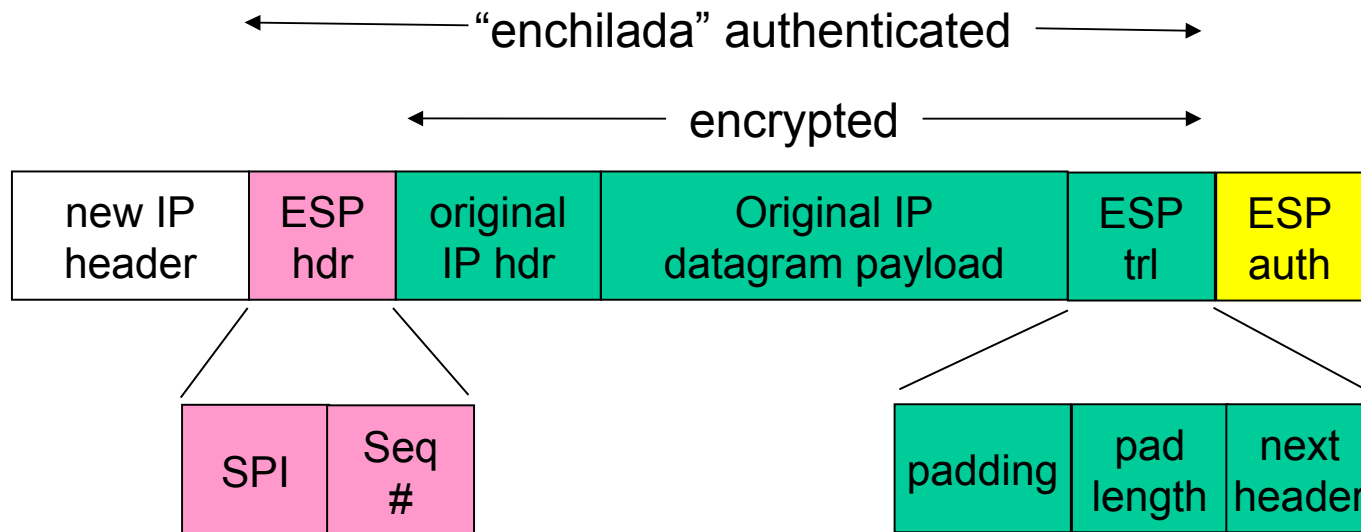 “enchilada” authenticated
encrypted
new IP
header
ESP
hdr
original
IP hdr
Original IP
datagram payload
ESP
trl
ESP
auth
SPI
Seq
#
padding
pad
length
next
header